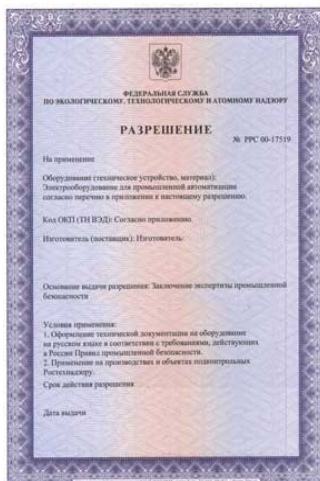 ФЕДЕРАЛЬНАЯ СЛУЖБА
ПО ЭКОЛОГИЧЕСКОМУ, ТЕХНОЛОГИЧЕСКОМУ И АТОМНОМУ НАДЗОРУ
РАЗРЕШЕНИЕ
№ РРС 00-17519
На применение
Оборудование (техническое устройство, материал):
Электрооборудование для промышленной автоматизации
согласно перечню в приложении к настоящему разрешению.
Код ОКП (ТН ВЭД): Согласно приложению.
Изготовитель (поставщик): Изготовитель:
Основание выдачи разрешения: Заключение экспертизы промышленной
безопасности
Условия применения:
1. Оформление технической документации на оборудование
на русском языке в соответствии с требованиями, действующих
в России Правил промышленной безопасности.
2. Применение на производствах и объектах подконтрольных
Ростехнадзору.
Срок действия разрешения
Дата выдачи